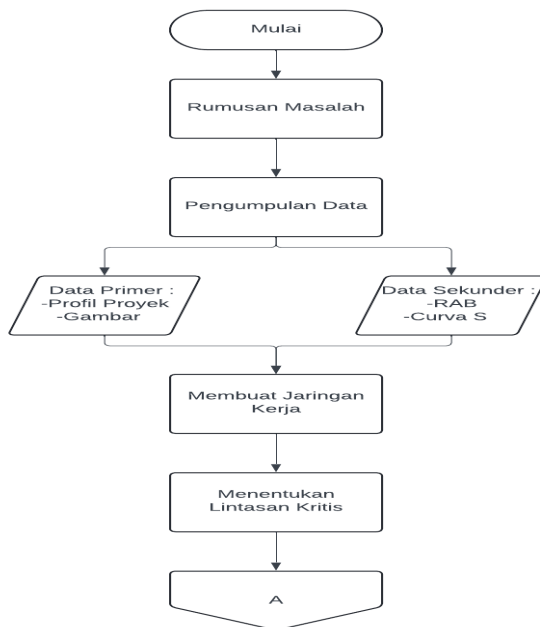 Mulai
Rumusan Masalah
Pengumpulan Data
Data Primer :
-Profil Proyek
-Gambar
Data Sekunder :
-RAB
-Curva S
Membuat Jaringan
Kerja
Menentukan
Lintasan Kritis
A